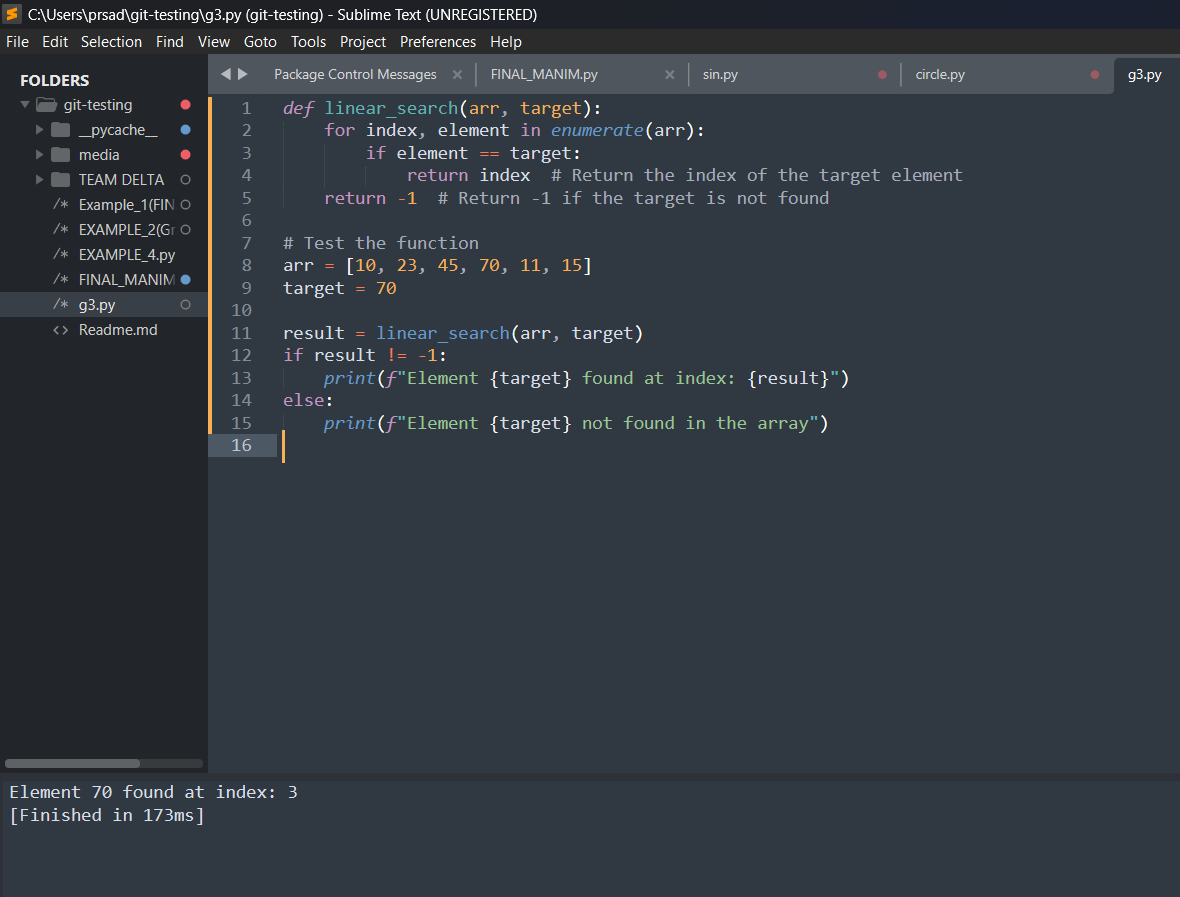 C:\Users\prsad\git-testing\g3.py (git-testing) - Sublime Text (UNREGISTERED)
File Edit Selection Find View Goto Tools Project Preferences Help
FOLDERS
git-testing
__pycache__
media
TEAM DELTA
/* Example_1(FIN
/* EXAMPLE_2(Gr
/* EXAMPLE_4.py
/* FINAL_MANIM
/* g3.py
<> Readme.md
Package Control Messages × FINAL_MANIM.py × sin.py circle.py g3.py
1 def linear_search(arr, target):
2     for index, element in enumerate(arr):
3         if element == target:
4             return index  # Return the index of the target element
5     return -1  # Return -1 if the target is not found
6
7 # Test the function
8 arr = [10, 23, 45, 70, 11, 15]
9 target = 70
10
11 result = linear_search(arr, target)
12 if result != -1:
13     print(f"Element {target} found at index: {result}")
14 else:
15     print(f"Element {target} not found in the array")
16
Element 70 found at index: 3
[Finished in 173ms]